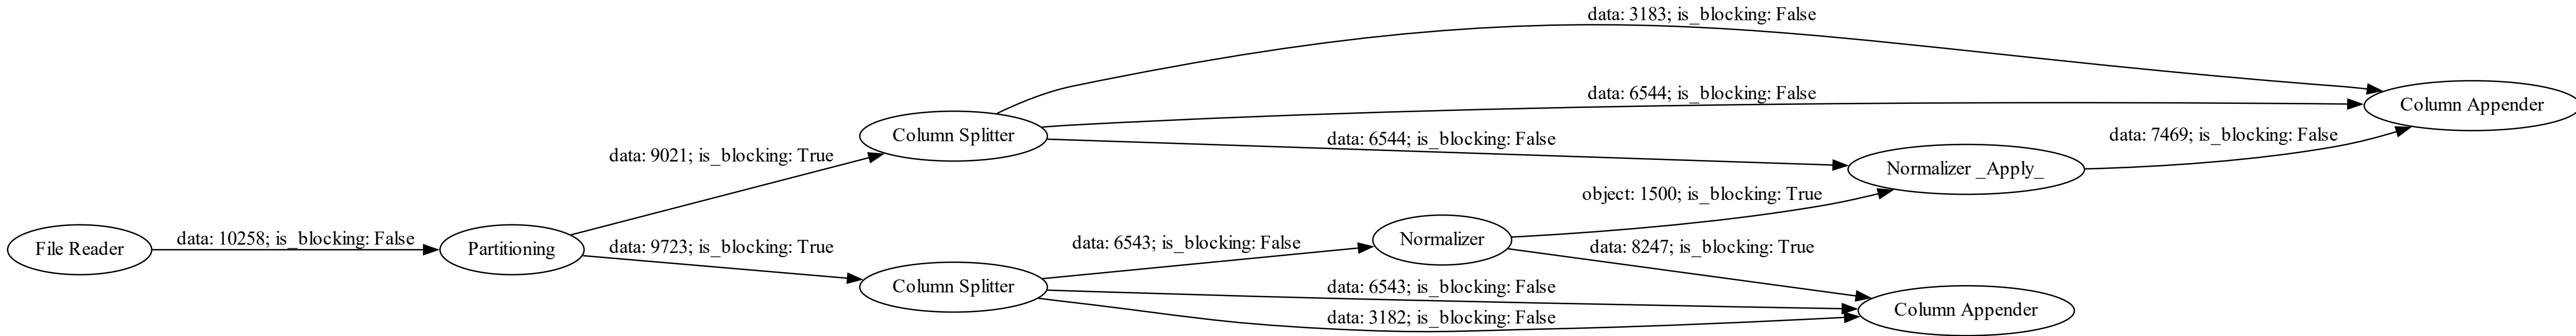 data: 3183; is_blocking: False
data: 6544; is_blocking: False
Column Appender
Column Splitter
data: 6544; is_blocking: False
data: 7469; is_blocking: False
data: 9021; is_blocking: True
Normalizer _Apply_
object: 1500; is_blocking: True
File Reader
data: 10258; is_blocking: False
Partitioning
data: 9723; is_blocking: True
data: 6543; is_blocking: False
Normalizer
data: 8247; is_blocking: True
Column Splitter
data: 6543; is_blocking: False
Column Appender
data: 3182; is_blocking: False